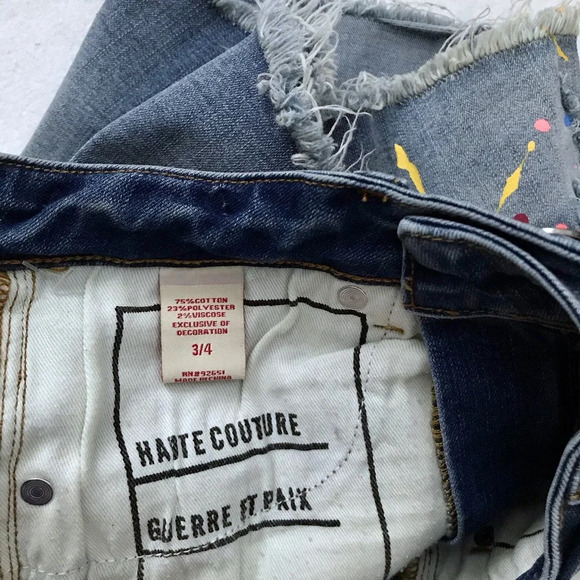 75%COTTON
23%POLYESTER
2%VISCOSE
EXCLUSIVE OF
DECORATION
3/4
RN#92651
MADE IN CHINA
HAUTE COUTURE
GUERRE ET PAIX